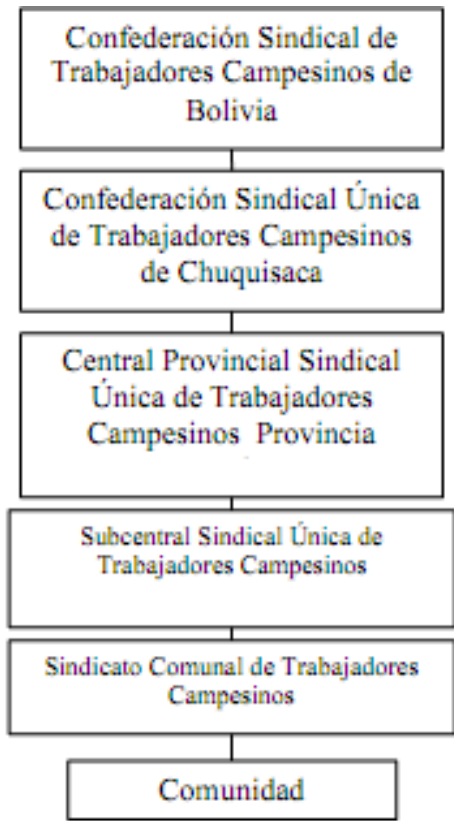 Confederación Sindical de
Trabajadores Campesinos de
Bolivia
Confederación Sindical Única
de Trabajadores Campesinos
de Chuquisaca
Central Provincial Sindical
Única de Trabajadores
Campesinos Provincia
Subcentral Sindical Única de
Trabajadores Campesinos
Sindicato Comunal de Trabajadores
Campesinos
Comunidad